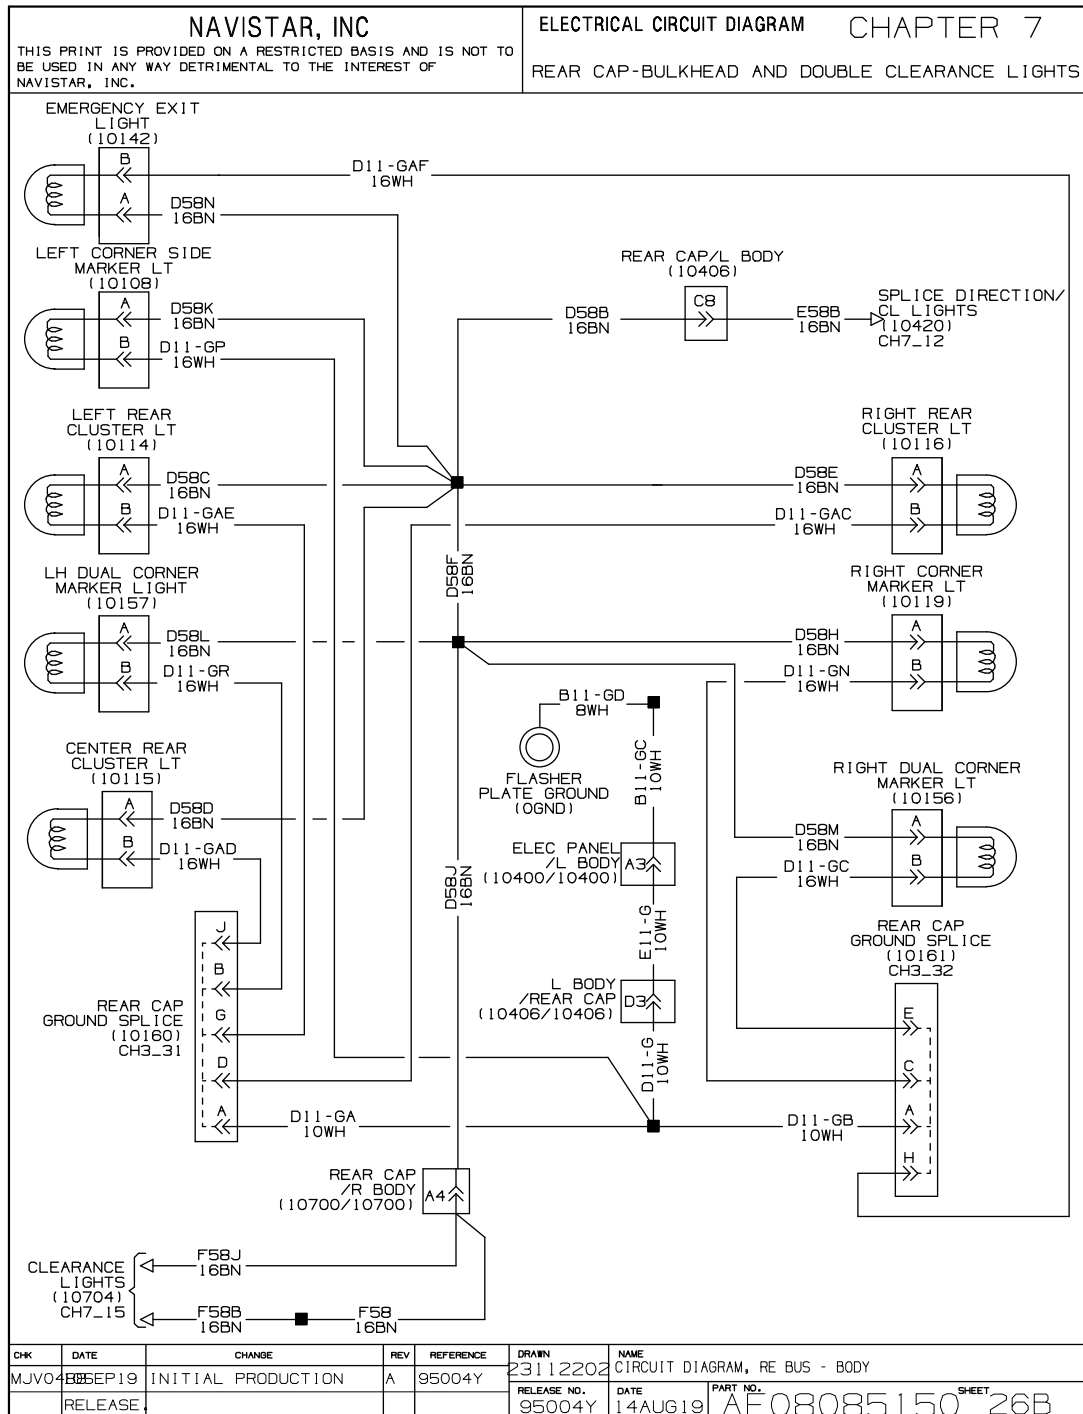 NAVISTAR, INC
THIS PRINT IS PROVIDED ON A RESTRICTED BASIS AND IS NOT TO
BE USED IN ANY WAY DETRIMENTAL TO THE INTEREST OF
NAVISTAR, INC.
ELECTRICAL CIRCUIT DIAGRAM CHAPTER 7
REAR CAP-BULKHEAD AND DOUBLE CLEARANCE LIGHTS
EMERGENCY EXIT
LIGHT
(10142)
B
D11-GAF
16WH
A
D58N
16BN
LEFT CORNER SIDE
MARKER LT
(10108)
A
D58K
16BN
B
D11-GP
16WH
REAR CAP/L BODY
(10406)
D58B
16BN
C8
E58B
16BN
SPLICE DIRECTION/
CL LIGHTS
(10420)
CH7_12
LEFT REAR
CLUSTER LT
(10114)
A
D58C
16BN
B
D11-GAE
16WH
RIGHT REAR
CLUSTER LT
(10116)
D58E
16BN
A
D11-GAC
16WH
B
D58F
16BN
LH DUAL CORNER
MARKER LIGHT
(10157)
A
D58L
16BN
B
D11-GR
16WH
RIGHT CORNER
MARKER LT
(10119)
D58H
16BN
A
D11-GN
16WH
B
B11-GD
8WH
FLASHER
PLATE GROUND
(0GND)
B11-GC
10WH
CENTER REAR
CLUSTER LT
(10115)
A
D58D
16BN
B
D11-GAD
16WH
RIGHT DUAL CORNER
MARKER LT
(10156)
D58M
16BN
A
D11-GC
16WH
B
ELEC PANEL
/L BODY
(10400/10400)
A3
D58J
16BN
E11-G
10WH
L BODY
/REAR CAP
(10406/10406)
D3
D11-G
10WH
J
B
G
D
A
REAR CAP
GROUND SPLICE
(10160)
CH3_31
D11-GA
10WH
REAR CAP
GROUND SPLICE
(10161)
CH3_32
E
C
A
H
D11-GB
10WH
REAR CAP
/R BODY
(10700/10700)
A4
CLEARANCE
LIGHTS
(10704)
CH7_15
F58J
16BN
F58B
16BN
F58
16BN
CHK DATE CHANGE REV REFERENCE
05SEP19 INITIAL PRODUCTION A 95004Y
RELEASE.
DRAWN
23112202
NAME
CIRCUIT DIAGRAM, RE BUS - BODY
RELEASE NO.
95004Y
DATE
14AUG19
PART NO.
AE08085150
SHEET
26B